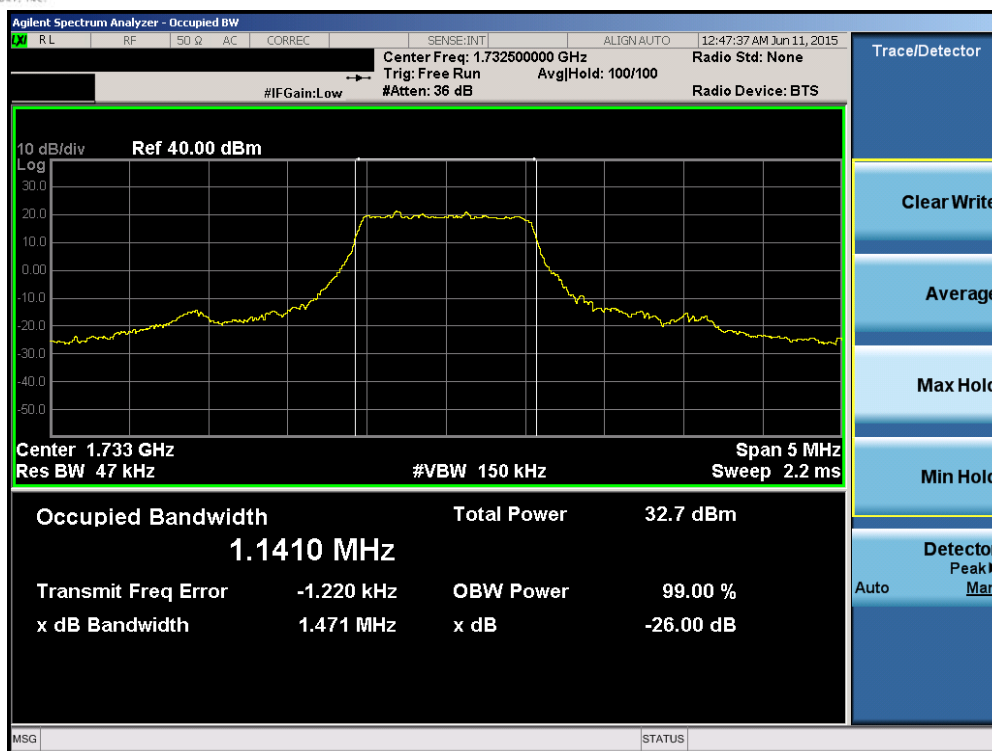 Agilent Spectrum Analyzer - Occupied BW
LXI RL RF 50 Ω AC CORREC SENSE:INT ALIGN AUTO 12:47:37 AM Jun 11, 2015
Center Freq: 1.732500000 GHz Radio Std: None
Trig: Free Run Avg|Hold: 100/100
#IFGain:Low #Atten: 36 dB Radio Device: BTS
10 dB/div Ref 40.00 dBm
Log
30.0
20.0
10.0
0.00
-10.0
-20.0
-30.0
-40.0
-50.0
Center 1.733 GHz Span 5 MHz
Res BW 47 kHz #VBW 150 kHz Sweep 2.2 ms
Occupied Bandwidth Total Power 32.7 dBm
1.1410 MHz
Transmit Freq Error -1.220 kHz OBW Power 99.00 %
x dB Bandwidth 1.471 MHz x dB -26.00 dB
MSG STATUS
Trace/Detector
Clear Write
Average
Max Hold
Min Hold
Detector
Peak
Auto Man